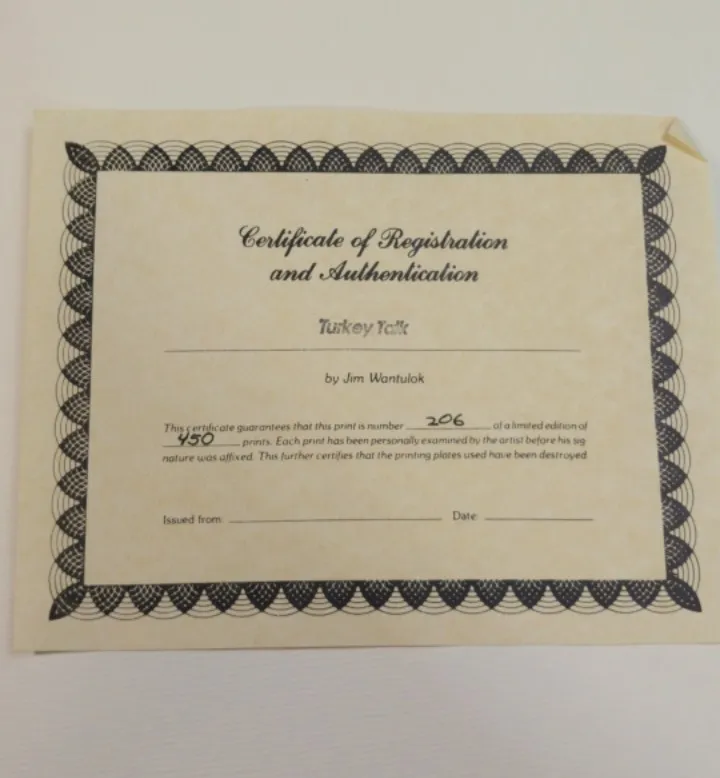 Certificate of Registration
and Authentication
Turkey Talk
by Jim Wantulok
This certificate guarantees that this print is number 206 of a limited edition of
450 prints. Each print has been personally examined by the artist before his sig
nature was affixed. This further certifies that the printing plates used have been destroyed
Issued from: Date: